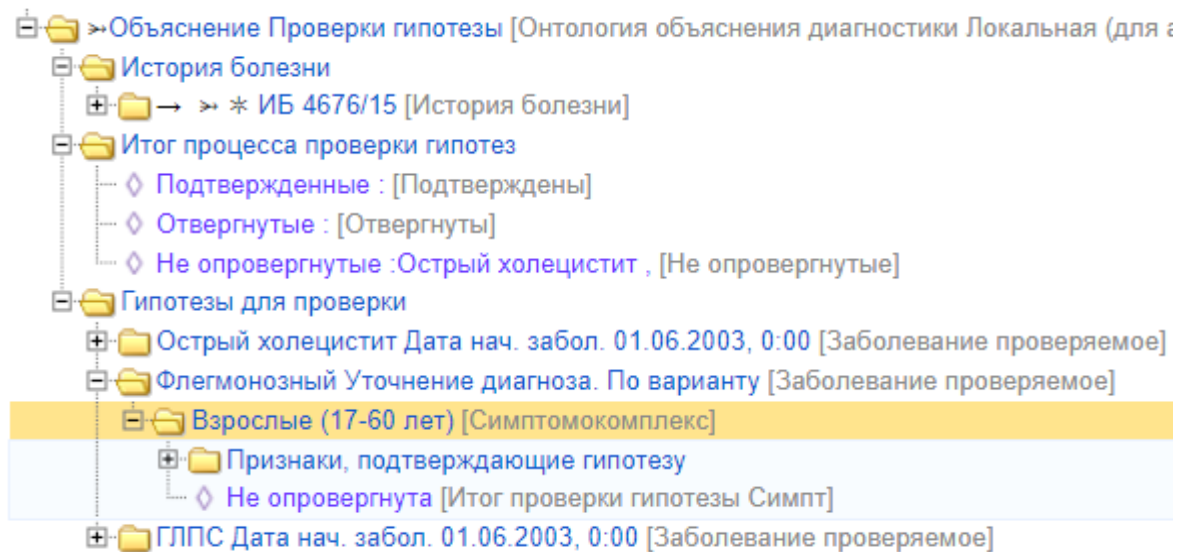 ➳Объяснение Проверки гипотезы [Онтология объяснения диагностики Локальная (для
История болезни
→ ➳ ✳ ИБ 4676/15 [История болезни]
Итог процесса проверки гипотез
Подтвержденные : [Подтверждены]
Отвергнутые : [Отвергнуты]
Не опровергнутые :Острый холецистит , [Не опровергнутые]
Гипотезы для проверки
Острый холецистит Дата нач. забол. 01.06.2003, 0:00 [Заболевание проверяемое]
Флегмонозный Уточнение диагноза. По варианту [Заболевание проверяемое]
Взрослые (17-60 лет) [Симптомокомплекс]
Признаки, подтверждающие гипотезу
Не опровергнута [Итог проверки гипотезы Симпт]
ГЛПС Дата нач. забол. 01.06.2003, 0:00 [Заболевание проверяемое]